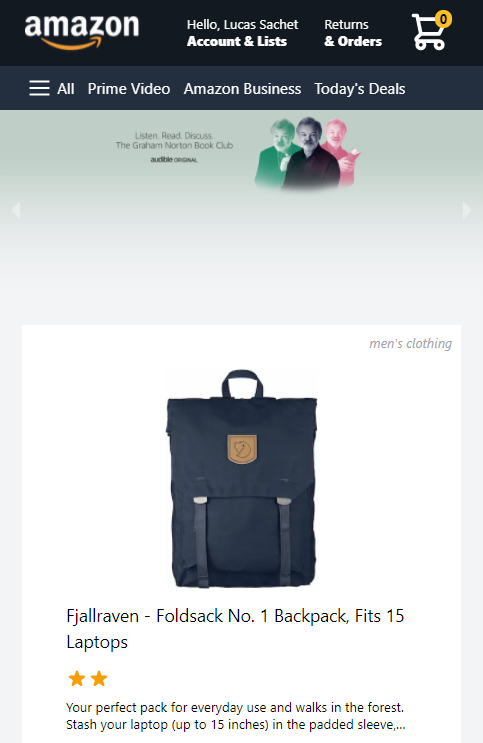 amazon
Hello, Lucas Sachet
Account & Lists
Returns
& Orders
0
All
Prime Video
Amazon Business
Today's Deals
Listen. Read. Discuss.
The Graham Norton Book Club
audible ORIGINAL
men's clothing
Fjallraven - Foldsack No. 1 Backpack, Fits 15
Laptops
Your perfect pack for everyday use and walks in the forest.
Stash your laptop (up to 15 inches) in the padded sleeve,...